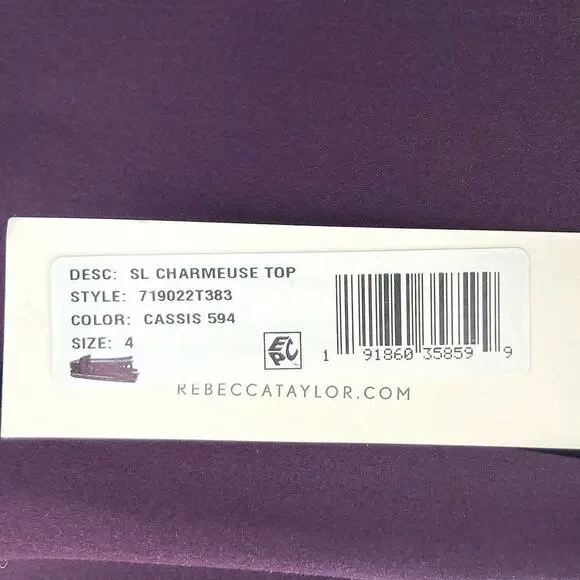 DESC: SL CHARMEUSE TOP
STYLE: 719022T383
COLOR: CASSIS 594
SIZE: 4
EPC
1 91860 35859 9
REBECCATAYLOR.COM